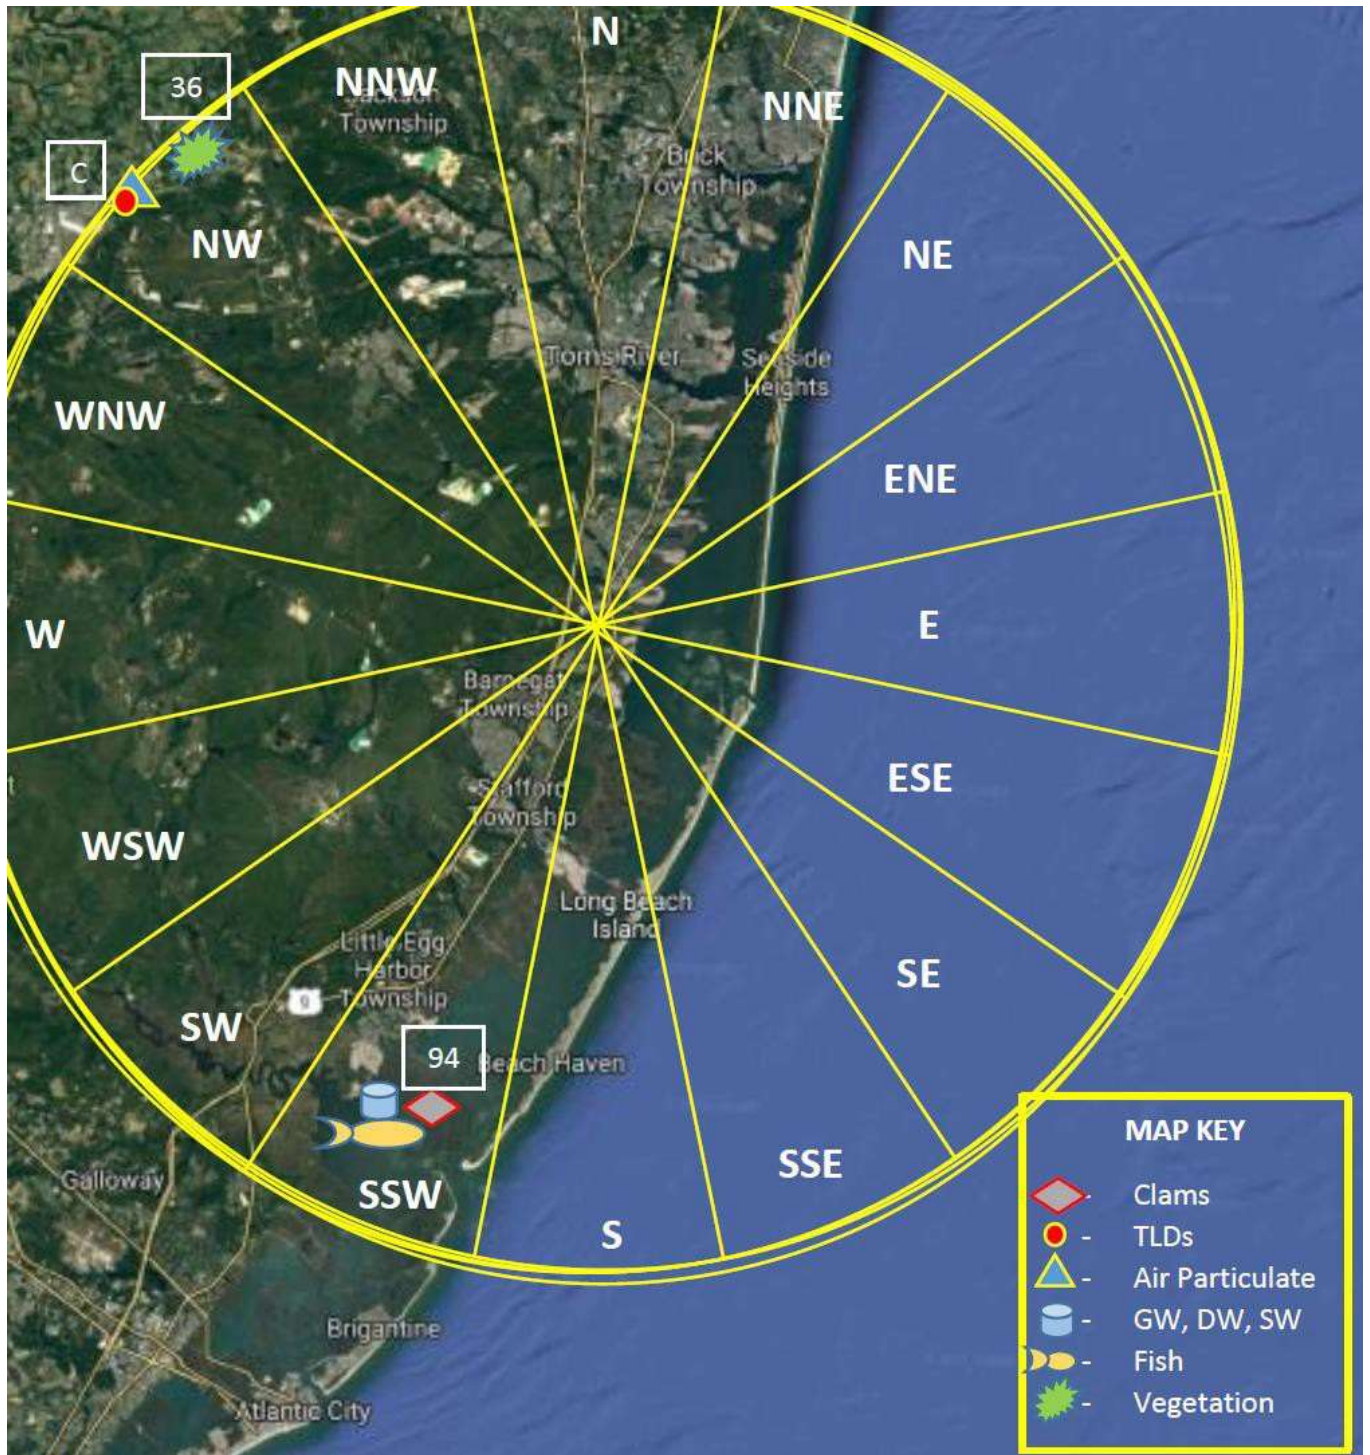 N
36
NNW
Jackson
Township
NNE
C
Brick
Township
NW
NE
Toms River
Seaside
Heights
WNW
ENE
W
E
Barnegat
Township
ESE
Stafford
Township
WSW
Long Beach
Island
Little Egg
Harbor
Township
SE
9
SW
94
Beach Haven
MAP KEY
SSE
Galloway
SSW
Clams
S
- TLDs
- Air Particulate
- GW, DW, SW
Brigantine
- Fish
- Vegetation
Atlantic City